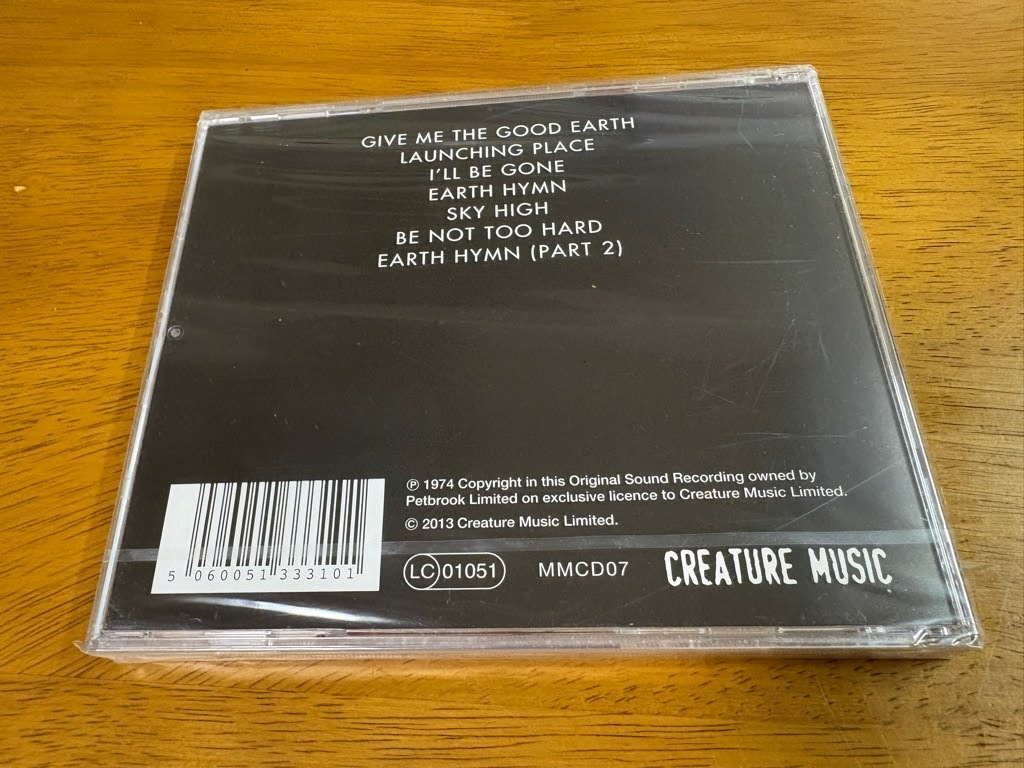 GIVE ME THE GOOD EARTH
LAUNCHING PLACE
I'LL BE GONE
EARTH HYMN
SKY HIGH
BE NOT TOO HARD
EARTH HYMN (PART 2)
℗ 1974 Copyright in this Original Sound Recording owned by
Petbrook Limited on exclusive licence to Creature Music Limited.
© 2013 Creature Music Limited.
5 060051 333101
LC 01051
MMCD07
CREATURE MUSIC